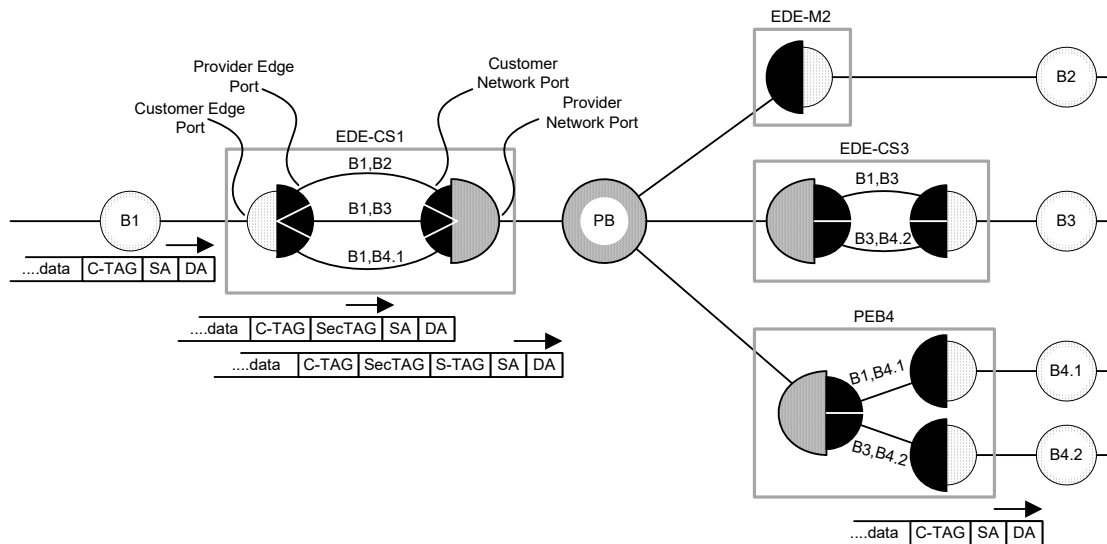 EDE-M2
Provider Edge
Port
Customer
Network Port
Customer Edge
Port
Provider
Network Port
EDE-CS1
EDE-CS3
B1
B1,B2
B1,B3
B1,B4.1
PB
B2
B1,B3
B3,B4.2
B3
....data C-TAG SA DA
....data C-TAG SecTAG SA DA
....data C-TAG SecTAG S-TAG SA DA
PEB4
B1,B4.1
B3,B4.2
B4.1
B4.2
....data C-TAG SA DA